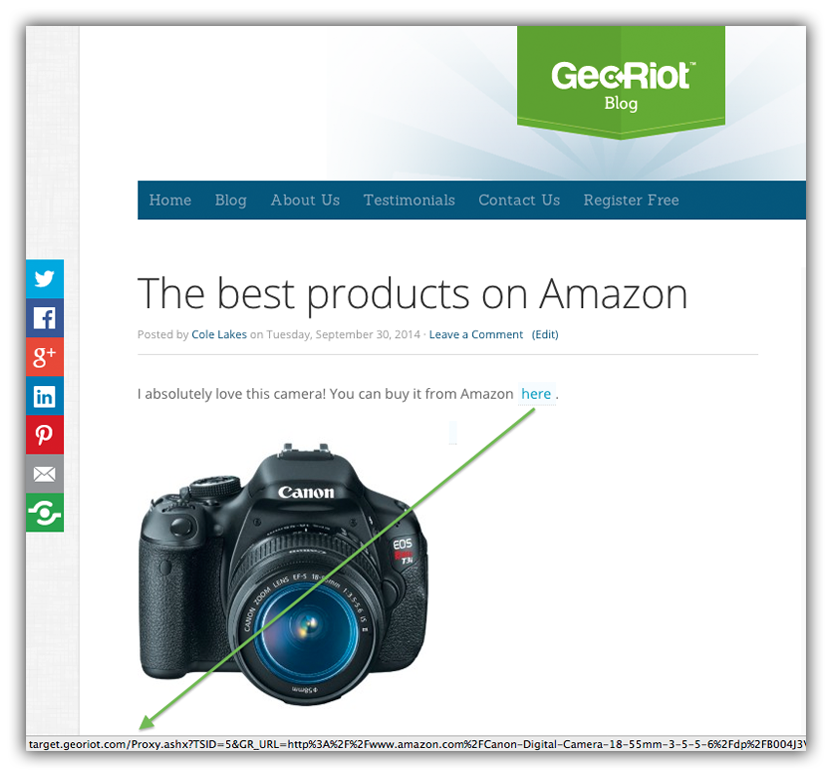 GeoRiot™
Blog
Home Blog About Us Testimonials Contact Us Register Free
The best products on Amazon
Posted by Cole Lakes on Tuesday, September 30, 2014 · Leave a Comment (Edit)
I absolutely love this camera! You can buy it from Amazon here .
Canon
EOS
T3i
CANON ZOOM LENS EF-S 18-55mm 1:3.5-5.6 IS II
Φ58mm
target.georiot.com/Proxy.ashx?TSID=5&GR_URL=http%3A%2F%2Fwww.amazon.com%2FCanon-Digital-Camera-18-55mm-3-5-5-6%2Fdp%2FB004J3V